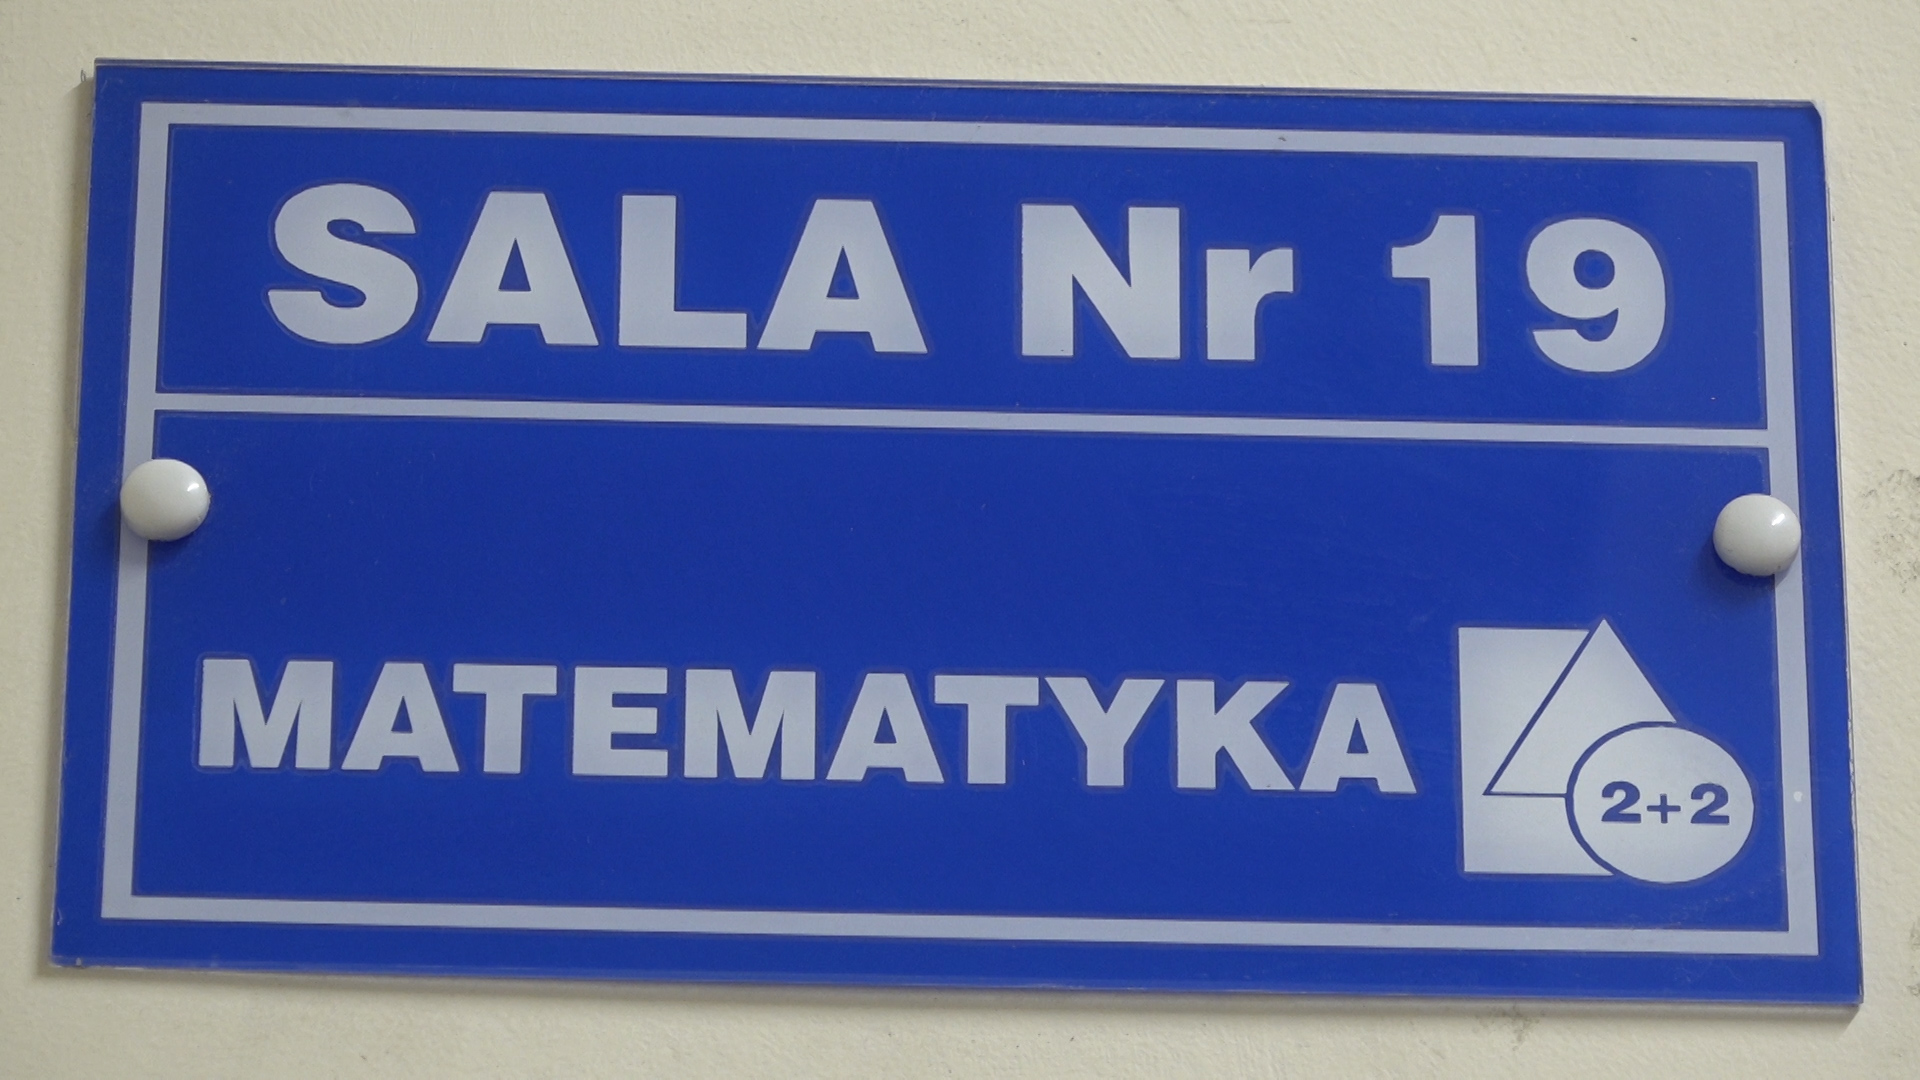 SALA Nr 19
MATEMATYKA
2+2